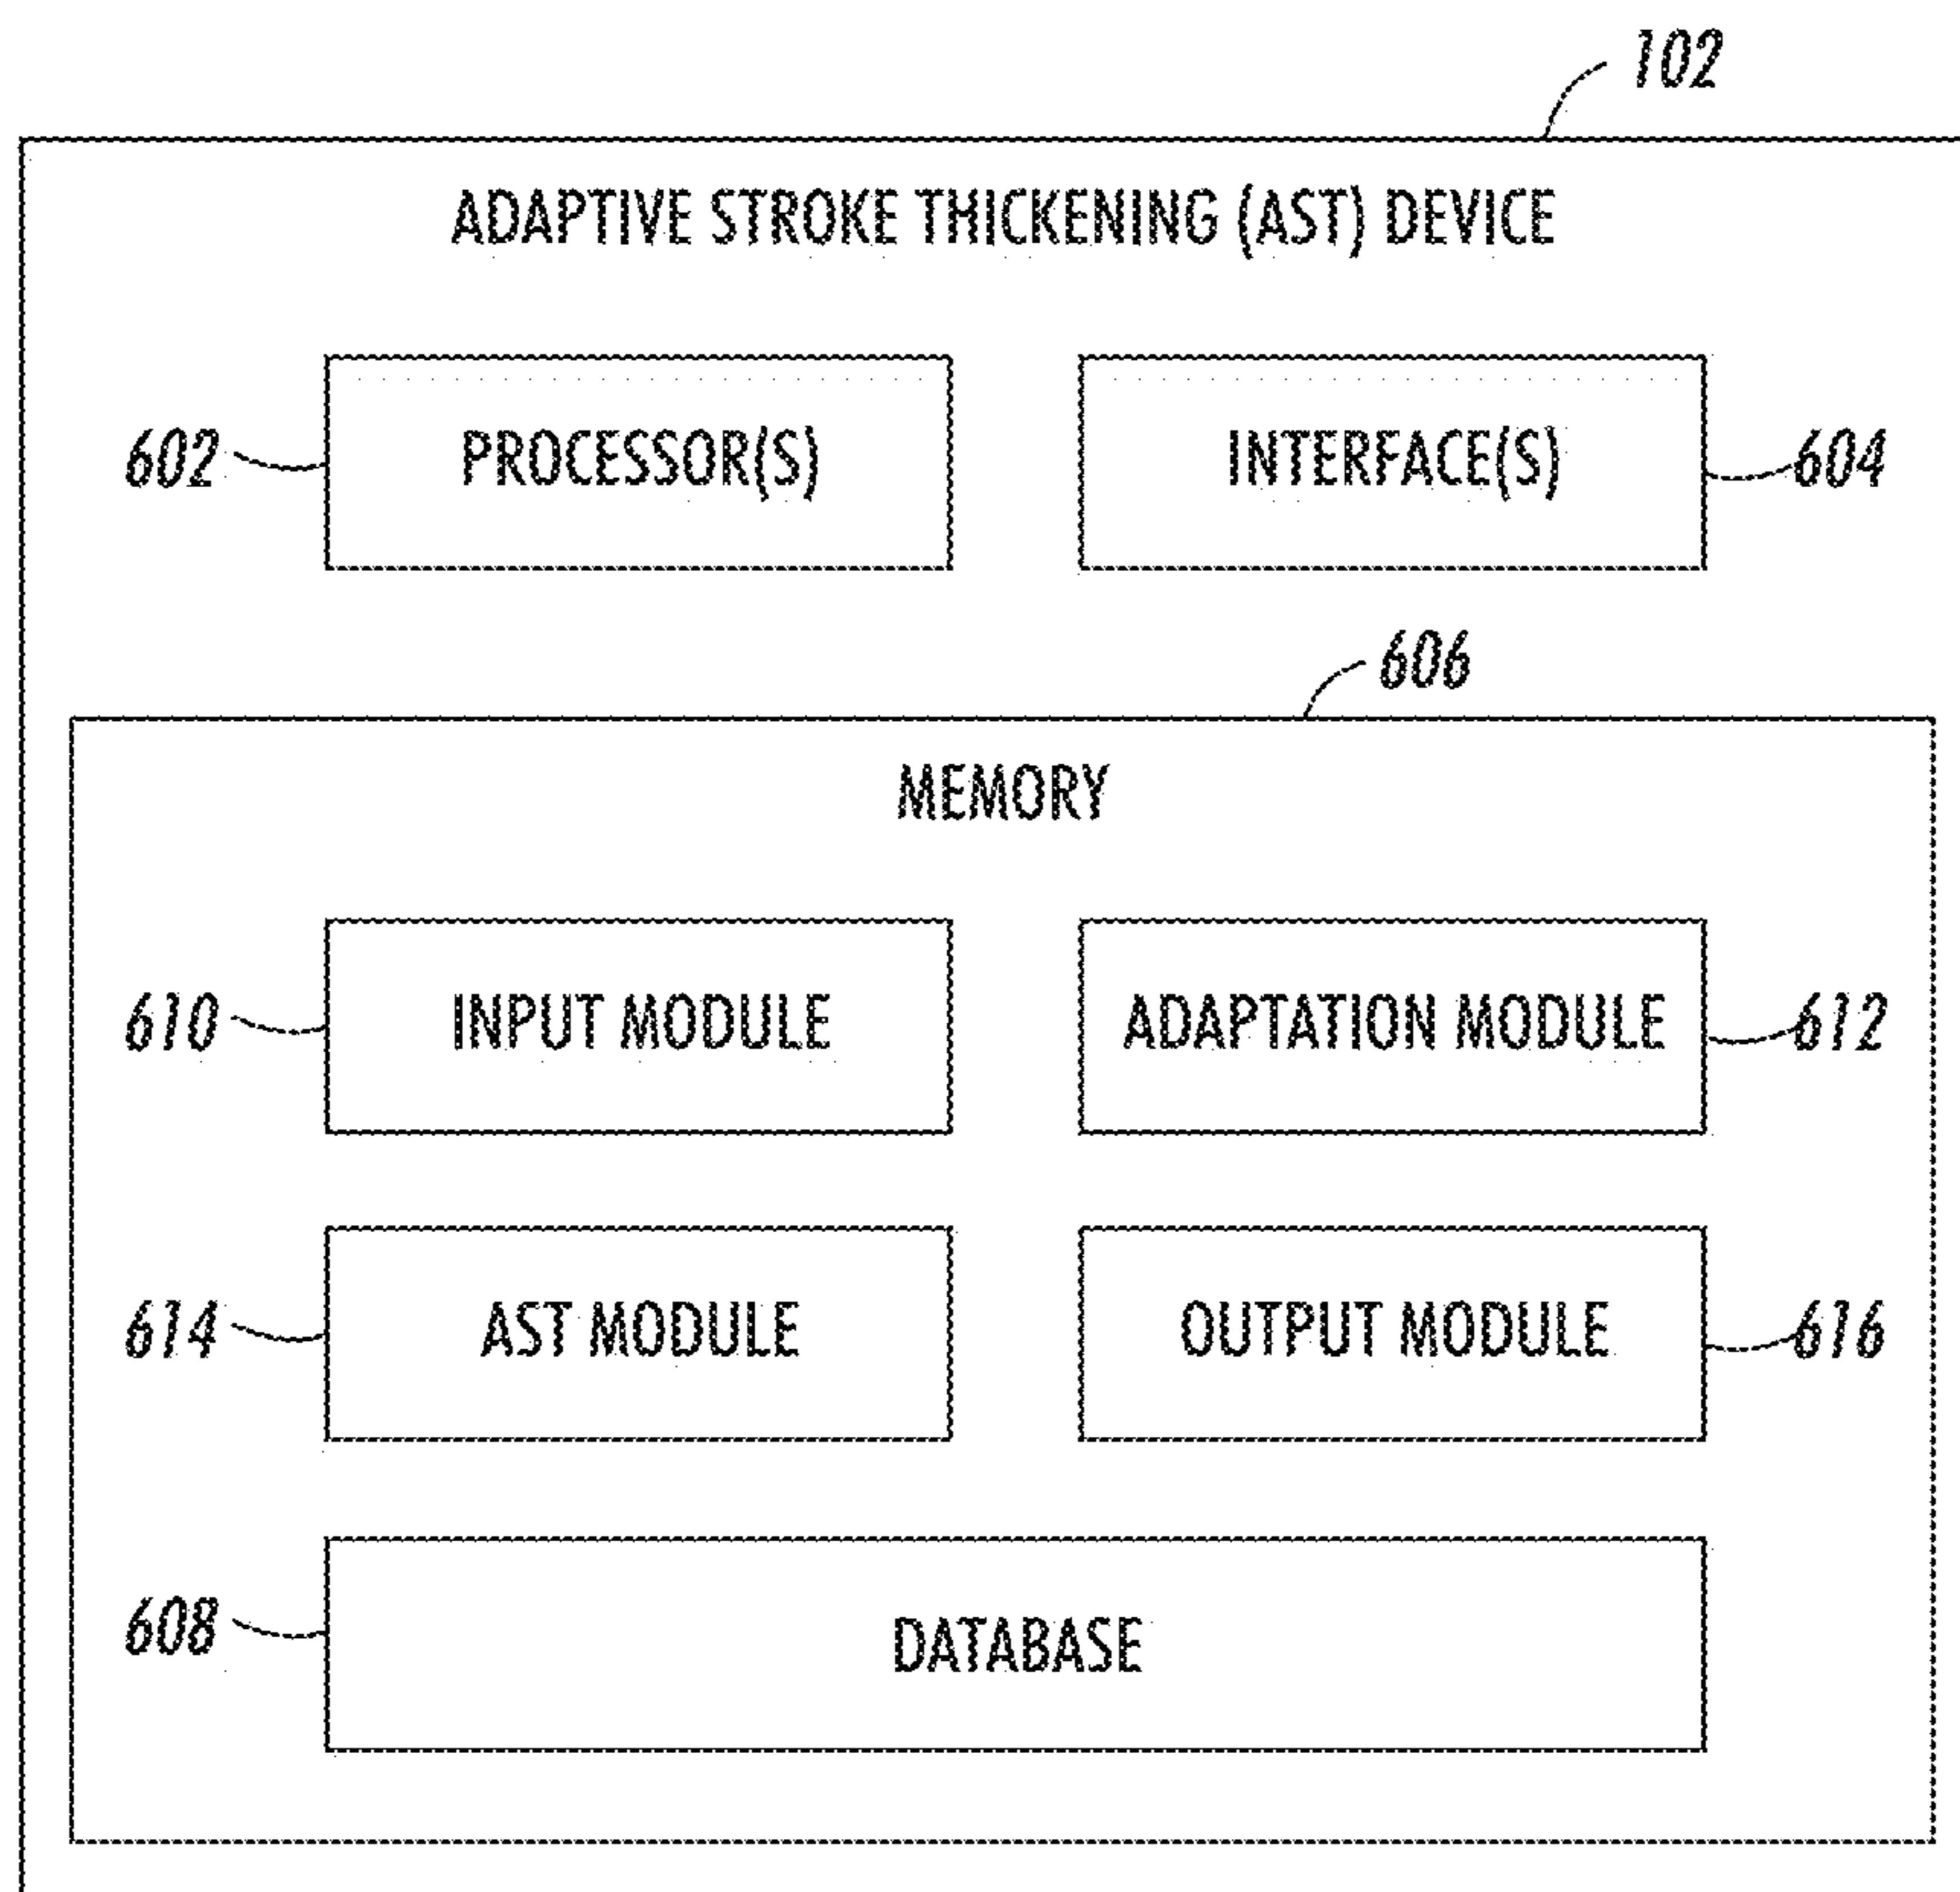 102
ADAPTIVE STROKE THICKENING (AST) DEVICE
602 PROCESSOR(S) INTERFACE(S) 604
606
MEMORY
610 INPUT MODULE ADAPTATION MODULE 612
614 AST MODULE OUTPUT MODULE 616
608 DATABASE